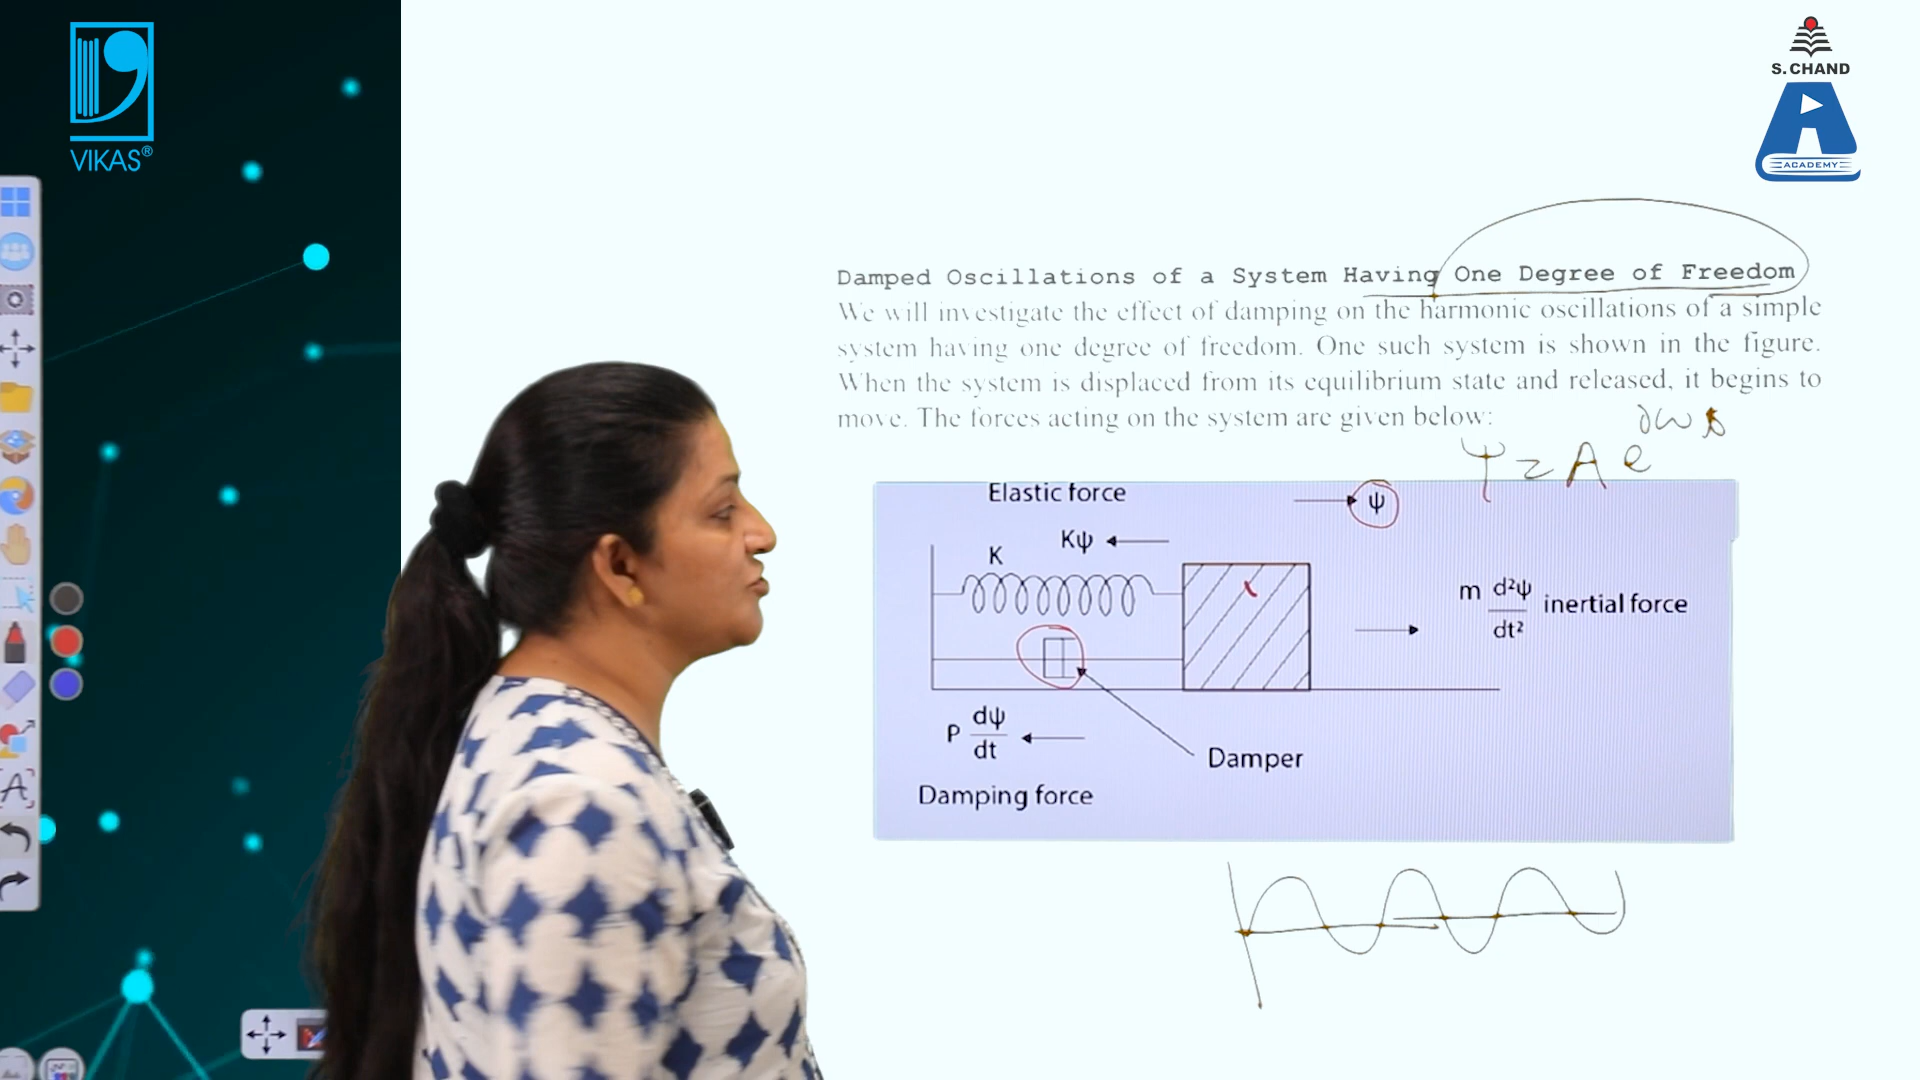 VIKAS®
S. CHAND
ACADEMY
Damped Oscillations of a System Having One Degree of Freedom
We will investigate the effect of damping on the harmonic oscillations of a simple
system having one degree of freedom. One such system is shown in the figure.
When the system is displaced from its equilibrium state and released, it begins to
move. The forces acting on the system are given below:
Elastic force
ψ
Kψ
K
m d²ψ/dt² inertial force
P dψ/dt
Damper
Damping force